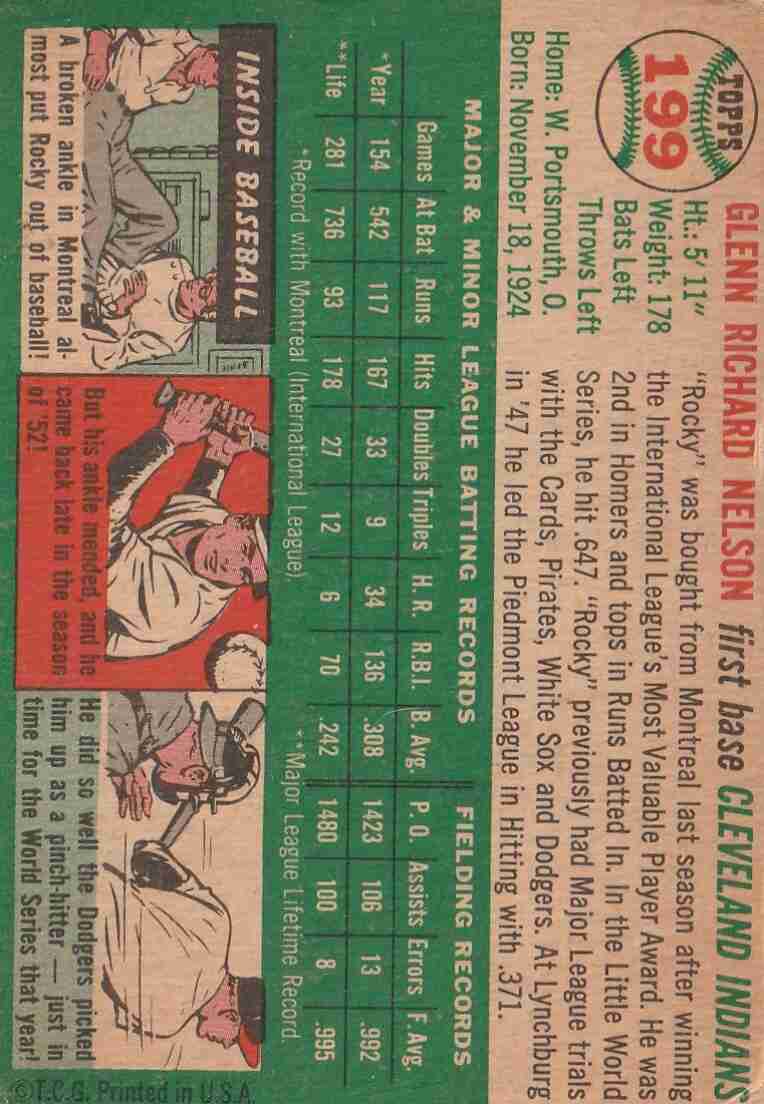 TOPPS
199
GLENN RICHARD NELSON first base CLEVELAND INDIANS
Ht.: 5' 11"
Weight: 178
Bats Left
Throws Left
Home: W. Portsmouth, O.
Born: November 18, 1924
"Rocky" was bought from Montreal last season after winning
the International League's Most Valuable Player Award. He was
2nd in Homers and tops in Runs Batted In. In the Little World
Series, he hit .647. "Rocky" previously had Major League trials
with the Cards, Pirates, White Sox and Dodgers. At Lynchburg
in '47 he led the Piedmont League in Hitting with .371.
MAJOR & MINOR LEAGUE BATTING RECORDS FIELDING RECORDS
Games At Bat Runs Hits Doubles Triples H. R. R.B.I. B. Avg. P. O. Assists Errors F. Avg.
*Year 154 542 117 167 33 9 34 136 .308 1423 106 13 .992
**Life 281 736 93 178 27 12 6 70 .242 1480 100 8 .995
*Record with Montreal (International League). **Major League Lifetime Record.
INSIDE BASEBALL
A broken ankle in Montreal al-
most put Rocky out of baseball!
But his ankle mended, and he
came back late in the season
of '52!
He did so well the Dodgers picked
him up as a pinch-hitter — just in
time for the World Series that year!
©T.C.G. Printed in U.S.A.